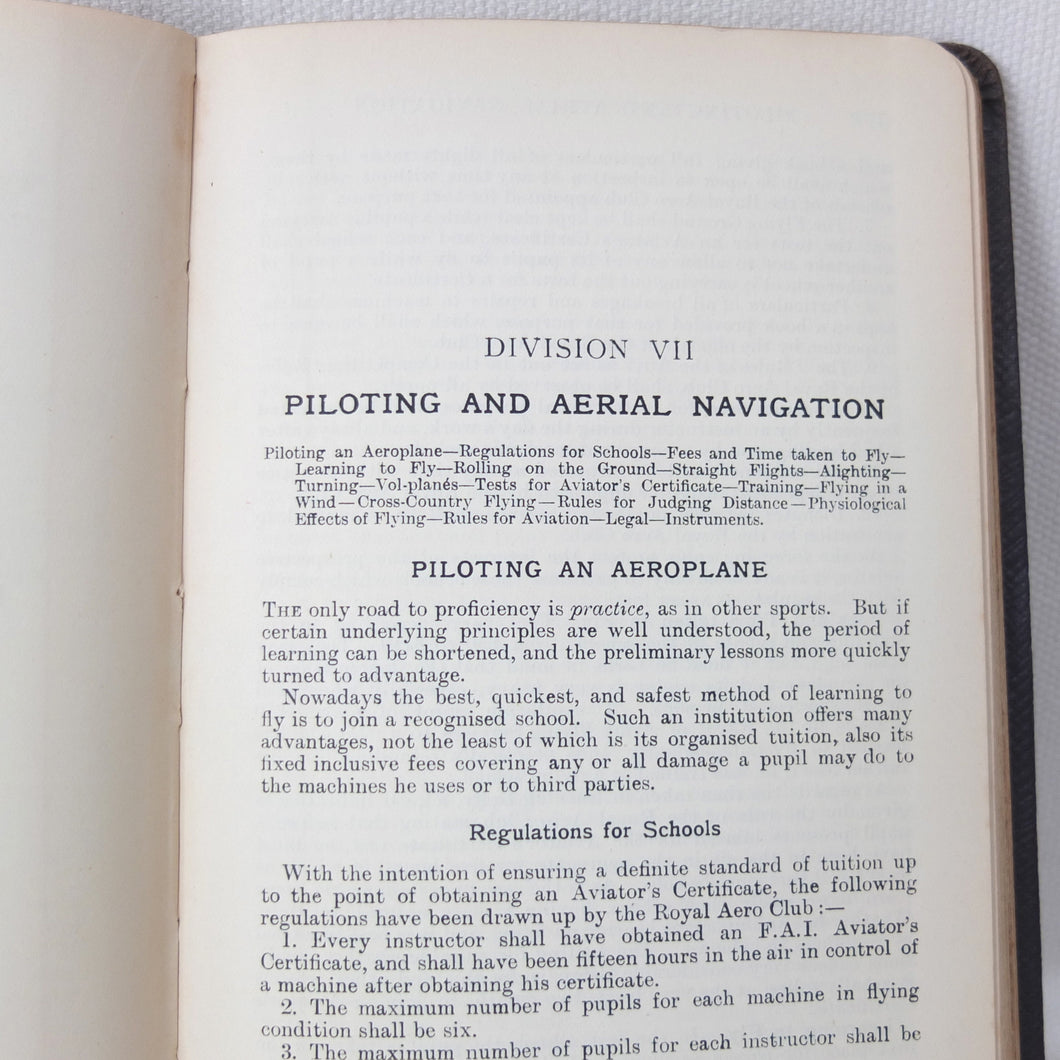 DIVISION VII
PILOTING AND AERIAL NAVIGATION
Piloting an Aeroplane—Regulations for Schools—Fees and Time taken to Fly—
Learning to Fly—Rolling on the Ground—Straight Flights—Alighting—
Turning—Vol-planés—Tests for Aviator's Certificate—Training—Flying in a
Wind—Cross-Country Flying—Rules for Judging Distance—Physiological
Effects of Flying—Rules for Aviation—Legal—Instruments.
PILOTING AN AEROPLANE
THE only road to proficiency is practice, as in other sports. But if
certain underlying principles are well understood, the period of
learning can be shortened, and the preliminary lessons more quickly
turned to advantage.
Nowadays the best, quickest, and safest method of learning to
fly is to join a recognised school. Such an institution offers many
advantages, not the least of which is its organised tuition, also its
fixed inclusive fees covering any or all damage a pupil may do to
the machines he uses or to third parties.
Regulations for Schools
With the intention of ensuring a definite standard of tuition up
to the point of obtaining an Aviator's Certificate, the following
regulations have been drawn up by the Royal Aero Club:—
1. Every instructor shall have obtained an F.A.I. Aviator's
Certificate, and shall have been fifteen hours in the air in control of
a machine after obtaining his certificate.
2. The maximum number of pupils for each machine in flying
condition shall be six.
3. The maximum number of pupils for each instructor shall be